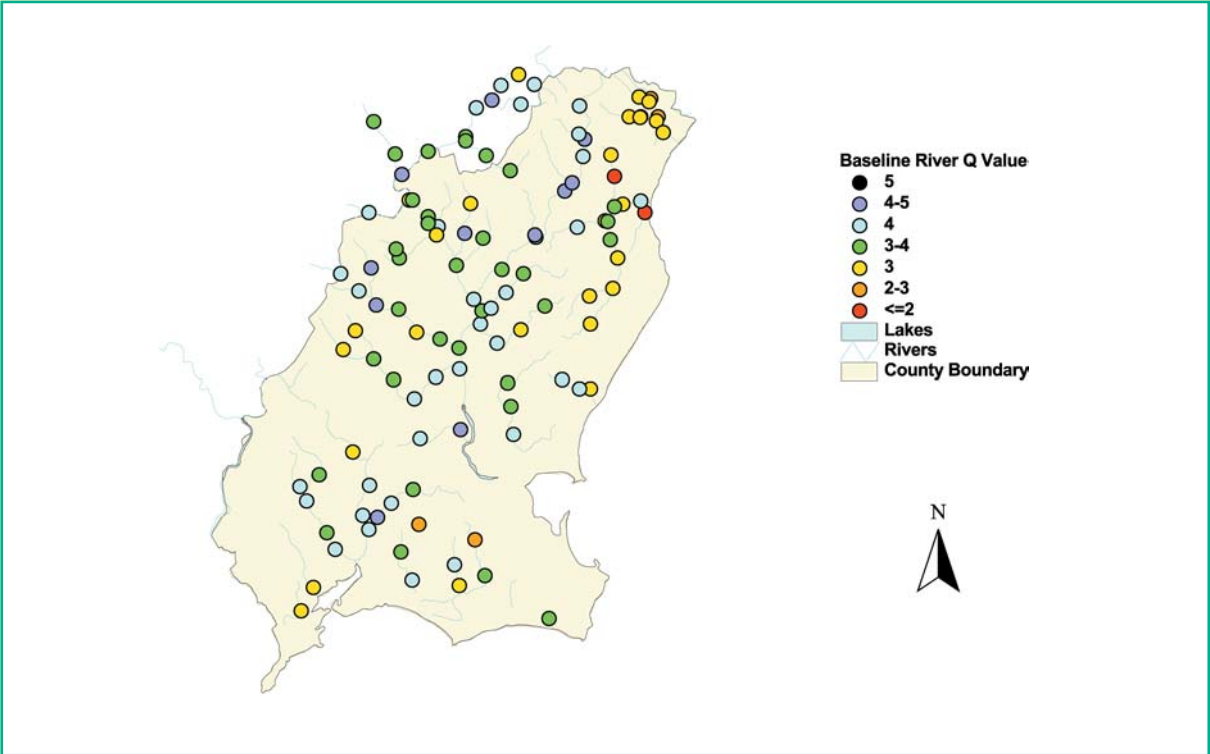 Baseline River Q Value
5
4-5
4
3-4
3
2-3
<=2
Lakes
Rivers
County Boundary
N